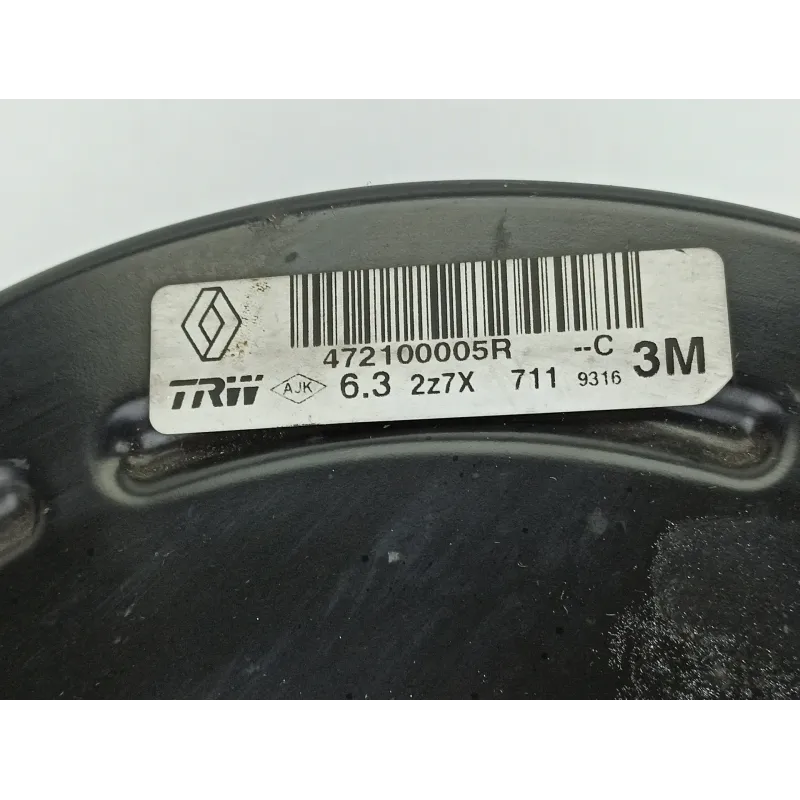 472100005R --C
TRW AJK 6.3 2z7X 711 9316 3M